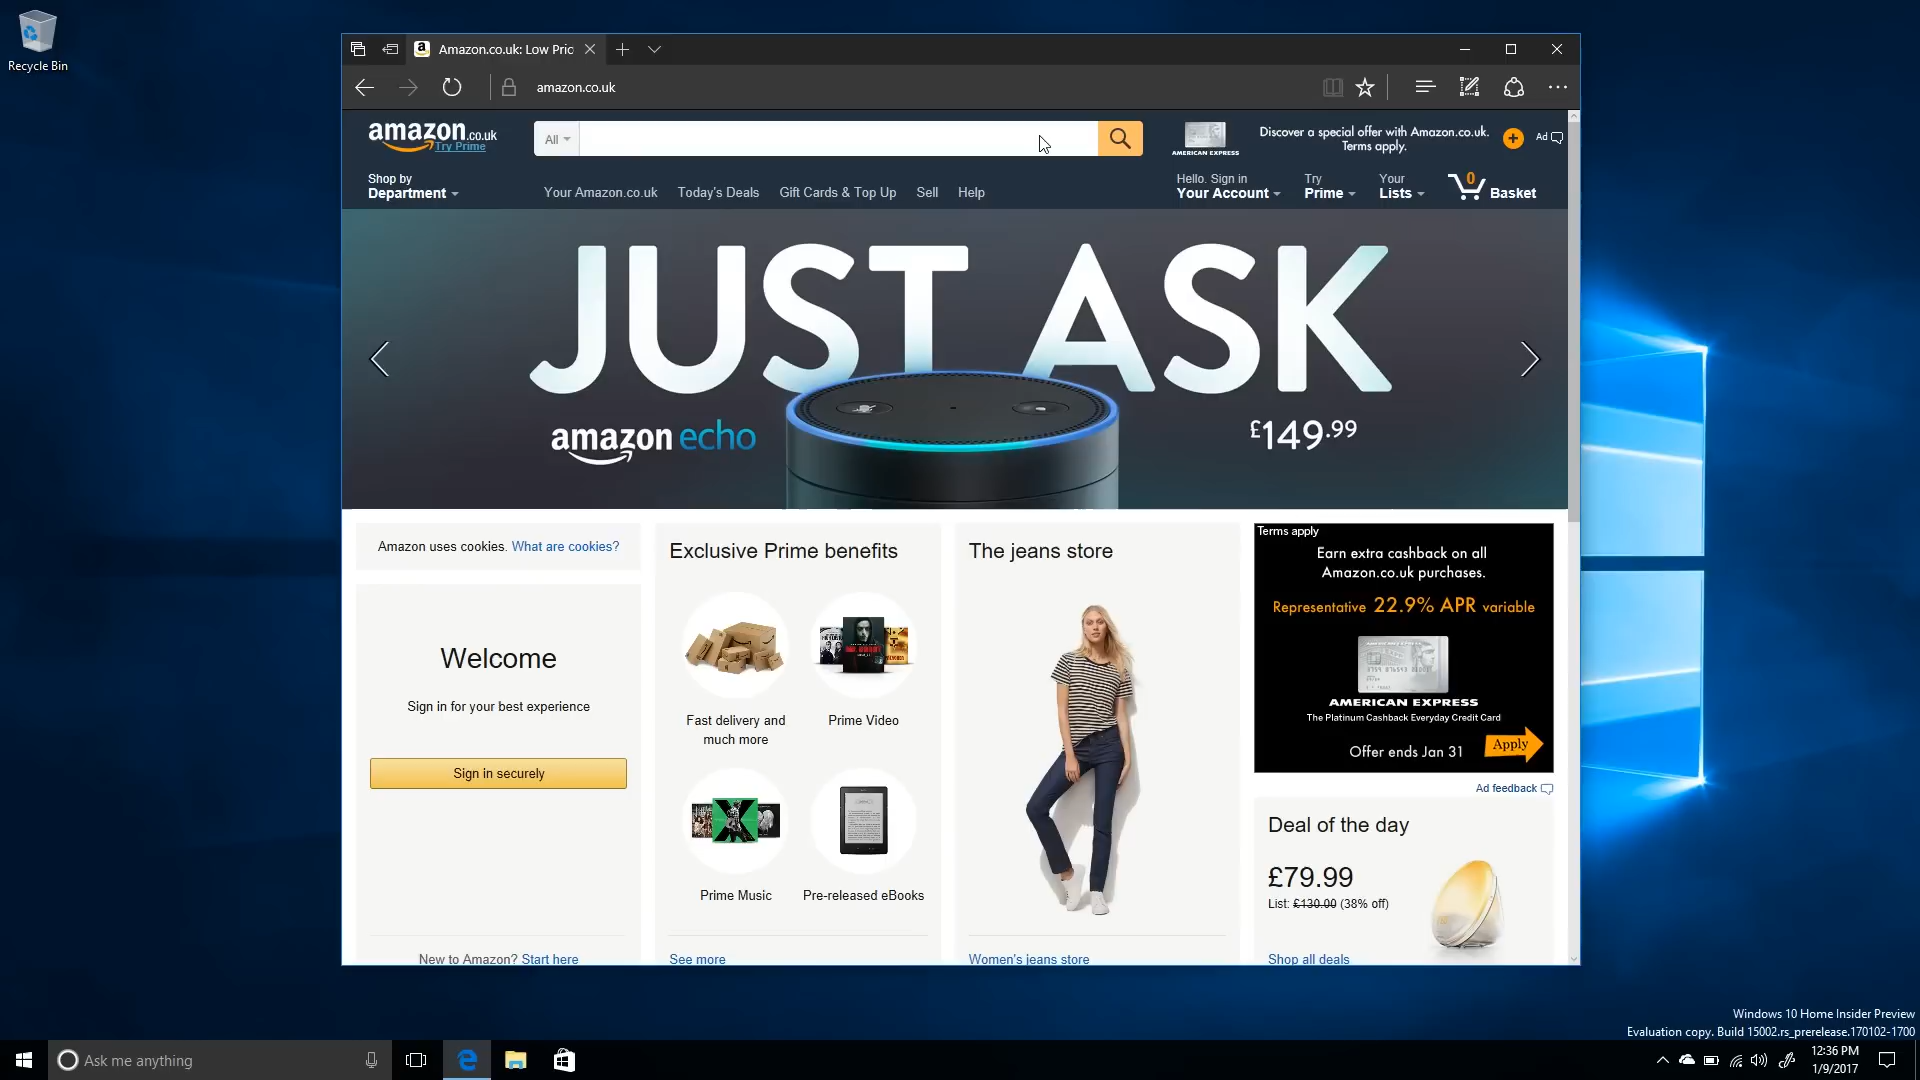 Recycle Bin
Amazon.co.uk: Low Pric
amazon.co.uk
amazon.co.uk
Try Prime
All
AMERICAN EXPRESS
Discover a special offer with Amazon.co.uk.
Terms apply.
Ad
Shop by
Department
Your Amazon.co.uk
Today's Deals
Gift Cards & Top Up
Sell
Help
Hello. Sign in
Your Account
Try
Prime
Your
Lists
0
Basket
JUST ASK
amazon echo
£149.99
Amazon uses cookies. What are cookies?
Welcome
Sign in for your best experience
Sign in securely
New to Amazon? Start here
Exclusive Prime benefits
Fast delivery and
much more
Prime Video
Prime Music
Pre-released eBooks
See more
The jeans store
Women's jeans store
Terms apply
Earn extra cashback on all
Amazon.co.uk purchases.
Representative 22.9% APR variable
AMERICAN EXPRESS
The Platinum Cashback Everyday Credit Card
Offer ends Jan 31
Apply
Ad feedback
Deal of the day
£79.99
List: £130.00 (38% off)
Shop all deals
Windows 10 Home Insider Preview
Evaluation copy. Build 15002.rs_prerelease.170102-1700
Ask me anything
12:36 PM
1/9/2017